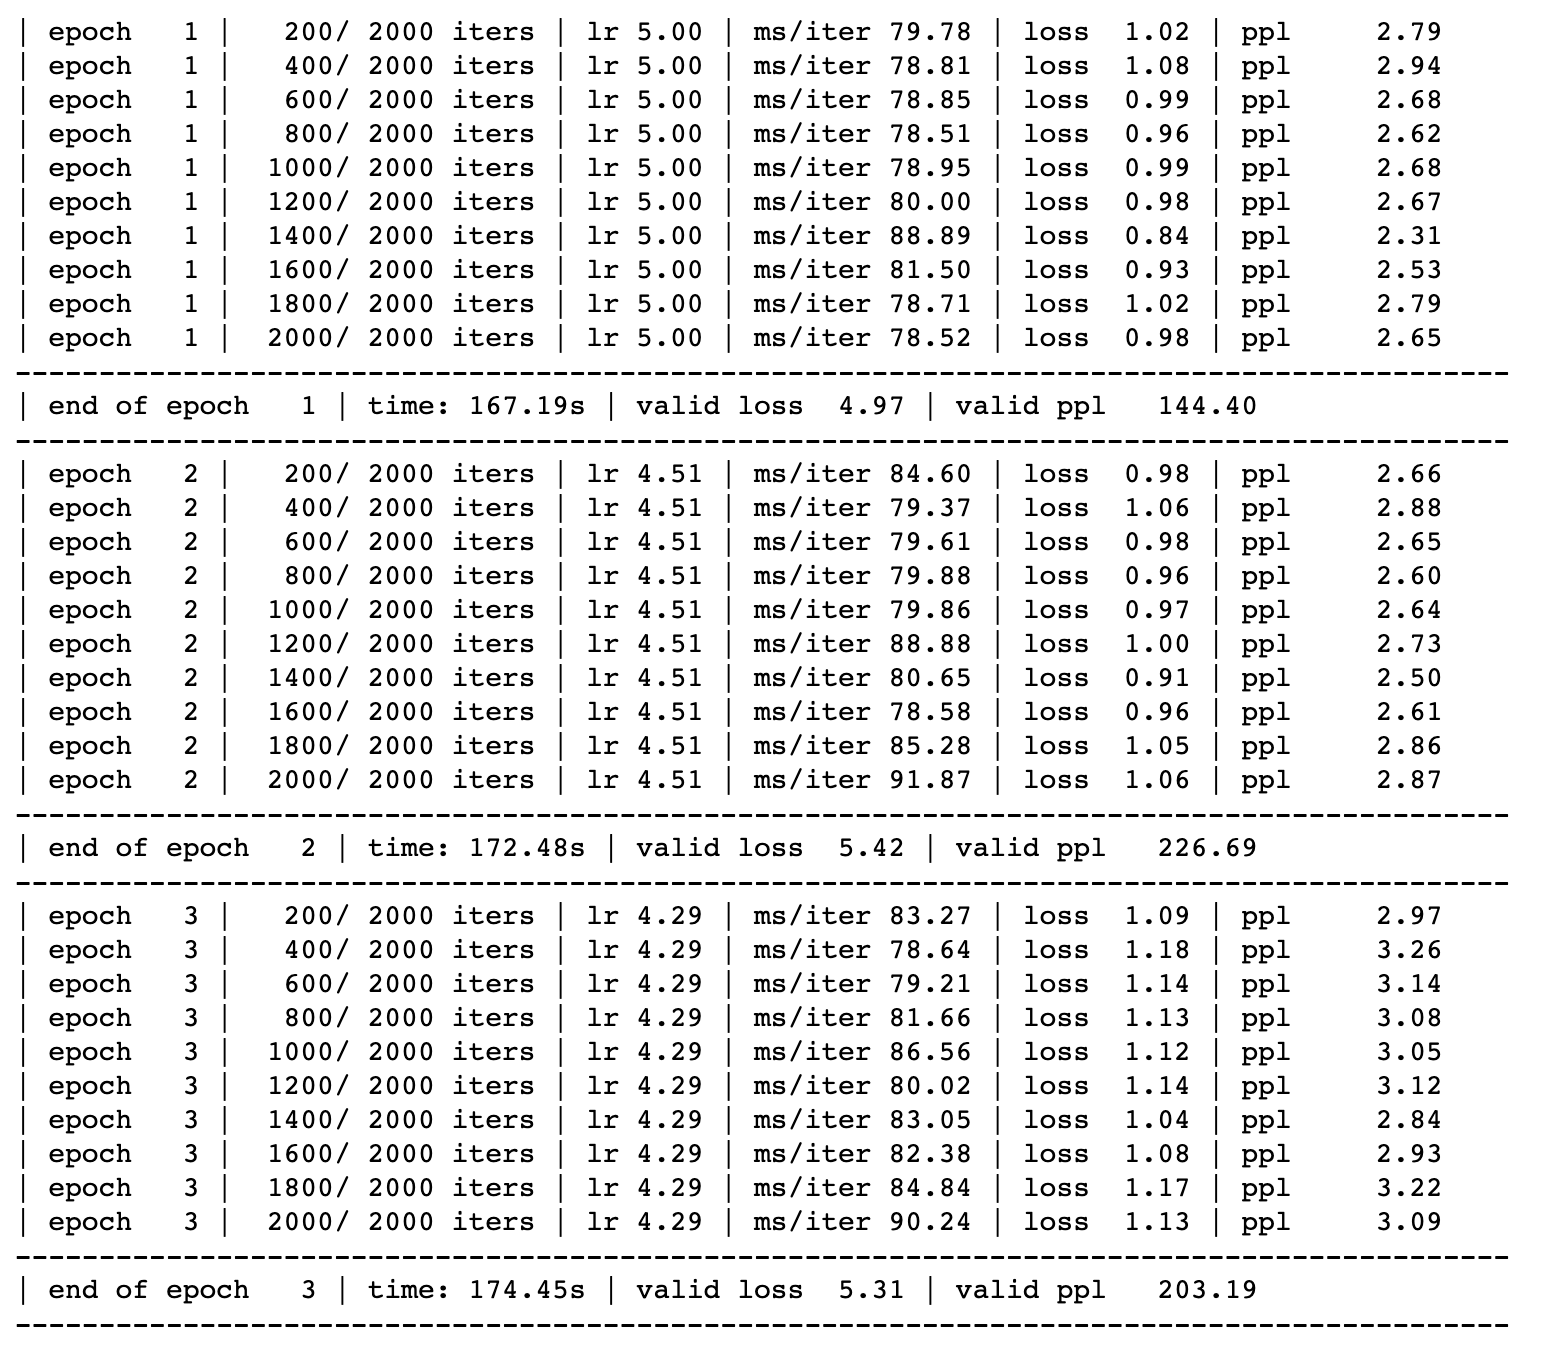 | epoch   1 |   200/ 2000 iters | lr 5.00 | ms/iter 79.78 | loss  1.02 | ppl     2.79
| epoch   1 |   400/ 2000 iters | lr 5.00 | ms/iter 78.81 | loss  1.08 | ppl     2.94
| epoch   1 |   600/ 2000 iters | lr 5.00 | ms/iter 78.85 | loss  0.99 | ppl     2.68
| epoch   1 |   800/ 2000 iters | lr 5.00 | ms/iter 78.51 | loss  0.96 | ppl     2.62
| epoch   1 |  1000/ 2000 iters | lr 5.00 | ms/iter 78.95 | loss  0.99 | ppl     2.68
| epoch   1 |  1200/ 2000 iters | lr 5.00 | ms/iter 80.00 | loss  0.98 | ppl     2.67
| epoch   1 |  1400/ 2000 iters | lr 5.00 | ms/iter 88.89 | loss  0.84 | ppl     2.31
| epoch   1 |  1600/ 2000 iters | lr 5.00 | ms/iter 81.50 | loss  0.93 | ppl     2.53
| epoch   1 |  1800/ 2000 iters | lr 5.00 | ms/iter 78.71 | loss  1.02 | ppl     2.79
| epoch   1 |  2000/ 2000 iters | lr 5.00 | ms/iter 78.52 | loss  0.98 | ppl     2.65
-----------------------------------------------------------------------------------------
| end of epoch   1 | time: 167.19s | valid loss  4.97 | valid ppl   144.40
-----------------------------------------------------------------------------------------
| epoch   2 |   200/ 2000 iters | lr 4.51 | ms/iter 84.60 | loss  0.98 | ppl     2.66
| epoch   2 |   400/ 2000 iters | lr 4.51 | ms/iter 79.37 | loss  1.06 | ppl     2.88
| epoch   2 |   600/ 2000 iters | lr 4.51 | ms/iter 79.61 | loss  0.98 | ppl     2.65
| epoch   2 |   800/ 2000 iters | lr 4.51 | ms/iter 79.88 | loss  0.96 | ppl     2.60
| epoch   2 |  1000/ 2000 iters | lr 4.51 | ms/iter 79.86 | loss  0.97 | ppl     2.64
| epoch   2 |  1200/ 2000 iters | lr 4.51 | ms/iter 88.88 | loss  1.00 | ppl     2.73
| epoch   2 |  1400/ 2000 iters | lr 4.51 | ms/iter 80.65 | loss  0.91 | ppl     2.50
| epoch   2 |  1600/ 2000 iters | lr 4.51 | ms/iter 78.58 | loss  0.96 | ppl     2.61
| epoch   2 |  1800/ 2000 iters | lr 4.51 | ms/iter 85.28 | loss  1.05 | ppl     2.86
| epoch   2 |  2000/ 2000 iters | lr 4.51 | ms/iter 91.87 | loss  1.06 | ppl     2.87
-----------------------------------------------------------------------------------------
| end of epoch   2 | time: 172.48s | valid loss  5.42 | valid ppl   226.69
-----------------------------------------------------------------------------------------
| epoch   3 |   200/ 2000 iters | lr 4.29 | ms/iter 83.27 | loss  1.09 | ppl     2.97
| epoch   3 |   400/ 2000 iters | lr 4.29 | ms/iter 78.64 | loss  1.18 | ppl     3.26
| epoch   3 |   600/ 2000 iters | lr 4.29 | ms/iter 79.21 | loss  1.14 | ppl     3.14
| epoch   3 |   800/ 2000 iters | lr 4.29 | ms/iter 81.66 | loss  1.13 | ppl     3.08
| epoch   3 |  1000/ 2000 iters | lr 4.29 | ms/iter 86.56 | loss  1.12 | ppl     3.05
| epoch   3 |  1200/ 2000 iters | lr 4.29 | ms/iter 80.02 | loss  1.14 | ppl     3.12
| epoch   3 |  1400/ 2000 iters | lr 4.29 | ms/iter 83.05 | loss  1.04 | ppl     2.84
| epoch   3 |  1600/ 2000 iters | lr 4.29 | ms/iter 82.38 | loss  1.08 | ppl     2.93
| epoch   3 |  1800/ 2000 iters | lr 4.29 | ms/iter 84.84 | loss  1.17 | ppl     3.22
| epoch   3 |  2000/ 2000 iters | lr 4.29 | ms/iter 90.24 | loss  1.13 | ppl     3.09
-----------------------------------------------------------------------------------------
| end of epoch   3 | time: 174.45s | valid loss  5.31 | valid ppl   203.19
-----------------------------------------------------------------------------------------